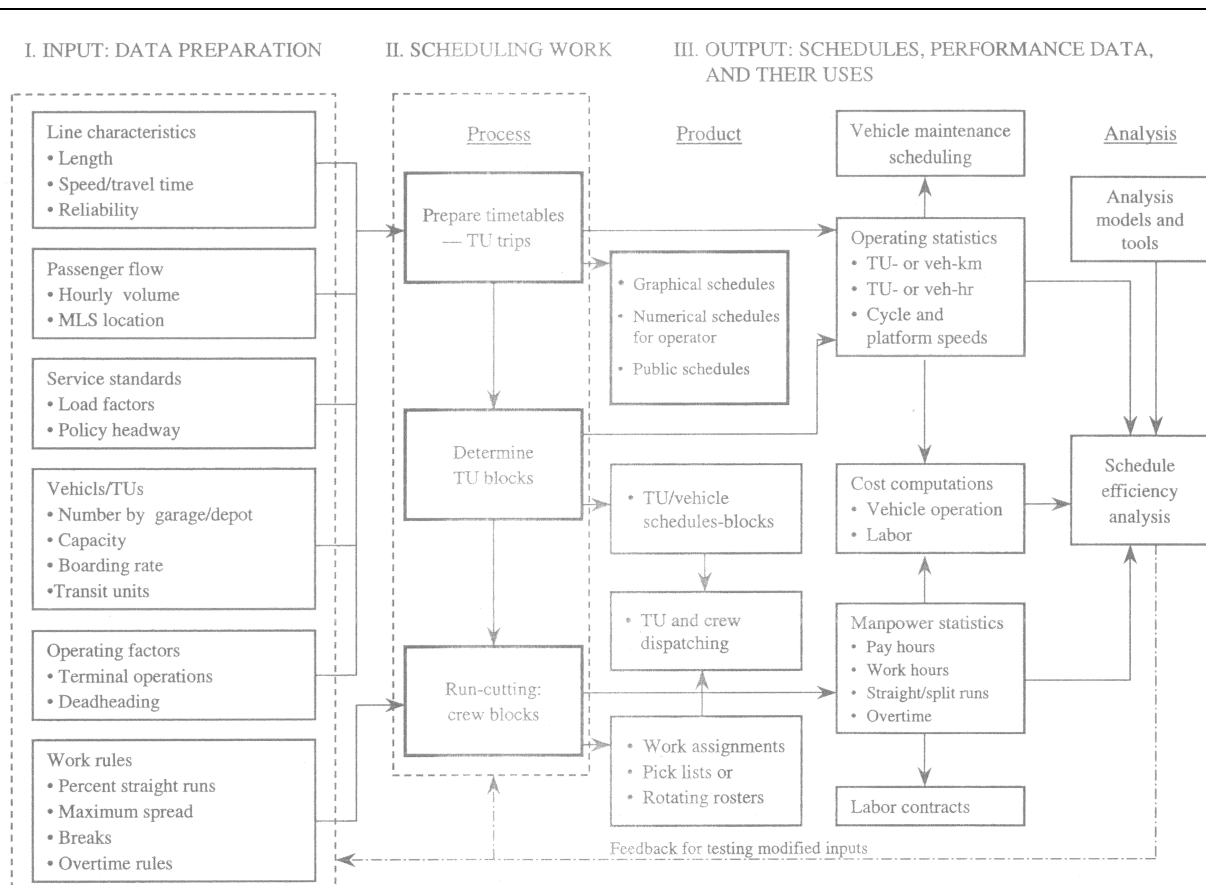 I. INPUT: DATA PREPARATION
II. SCHEDULING WORK
III. OUTPUT: SCHEDULES, PERFORMANCE DATA,
AND THEIR USES
Line characteristics
• Length
• Speed/travel time
• Reliability
Passenger flow
• Hourly volume
• MLS location
Service standards
• Load factors
• Policy headway
Vehicls/TUs
• Number by garage/depot
• Capacity
• Boarding rate
•Transit units
Operating factors
• Terminal operations
• Deadheading
Work rules
• Percent straight runs
• Maximum spread
• Breaks
• Overtime rules
Process
Prepare timetables
— TU trips
Determine
TU blocks
Run-cutting:
crew blocks
Product
• Graphical schedules
• Numerical schedules
for operator
• Public schedules
• TU/vehicle
schedules-blocks
• TU and crew
dispatching
• Work assignments
• Pick lists or
• Rotating rosters
Vehicle maintenance
scheduling
Operating statistics
• TU- or veh-km
• TU- or veh-hr
• Cycle and
platform speeds
Cost computations
• Vehicle operation
• Labor
Manpower statistics
• Pay hours
• Work hours
• Straight/split runs
• Overtime
Labor contracts
Analysis
Analysis
models and
tools
Schedule
efficiency
analysis
Feedback for testing modified inputs